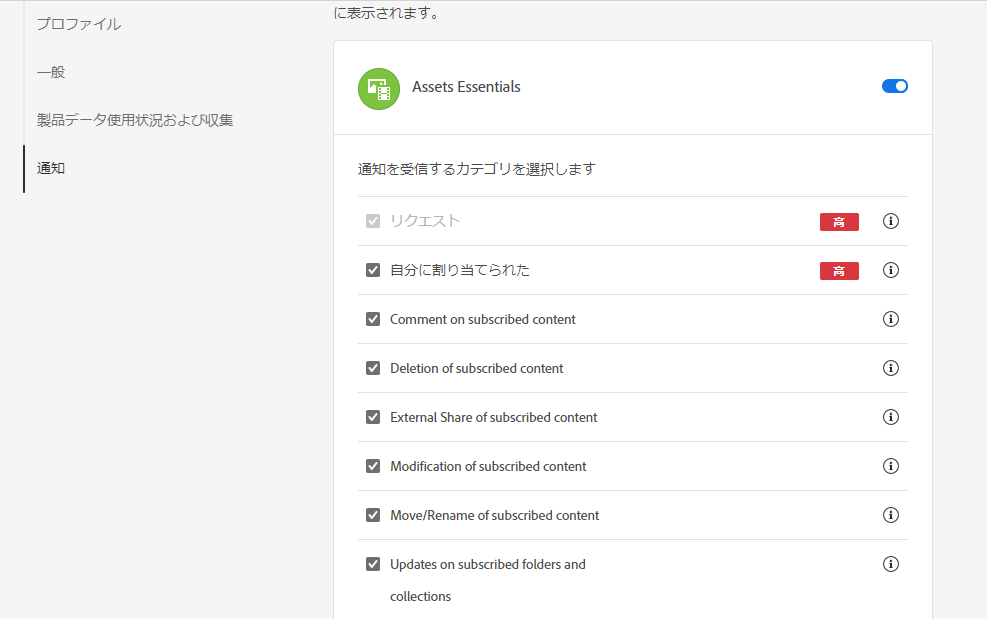 に表示されます。
プロファイル
一般
製品データ使用状況および収集
通知
Assets Essentials
通知を受信するカテゴリを選択します
リクエスト 高
自分に割り当てられた 高
Comment on subscribed content
Deletion of subscribed content
External Share of subscribed content
Modification of subscribed content
Move/Rename of subscribed content
Updates on subscribed folders and
collections